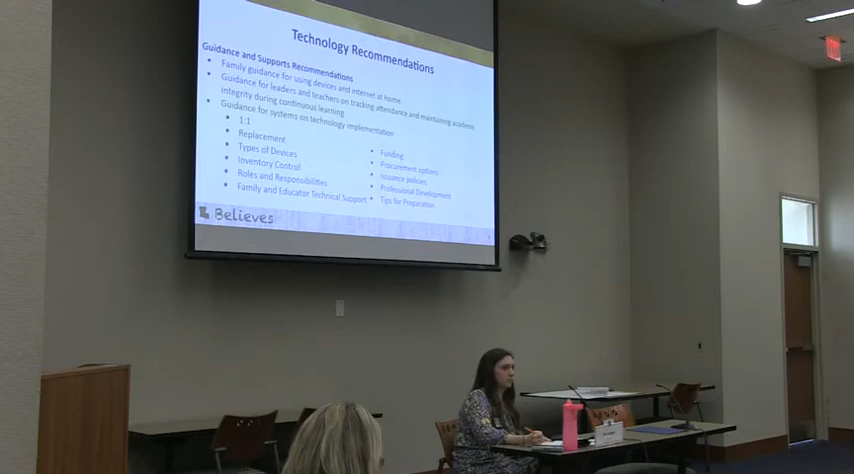 Technology Recommendations
Guidance and Supports Recommendations
• Family guidance for using devices and internet at home
• Guidance for leaders and teachers on tracking attendance and maintaining academic
integrity during continuous learning
• Guidance for systems on technology implementation
• 1:1
• Replacement
• Types of Devices
• Inventory Control
• Roles and Responsibilities
• Family and Educator Technical Support
• Funding
• Procurement options
• Issuance policies
• Professional Development
• Tips for Preparation
Believes